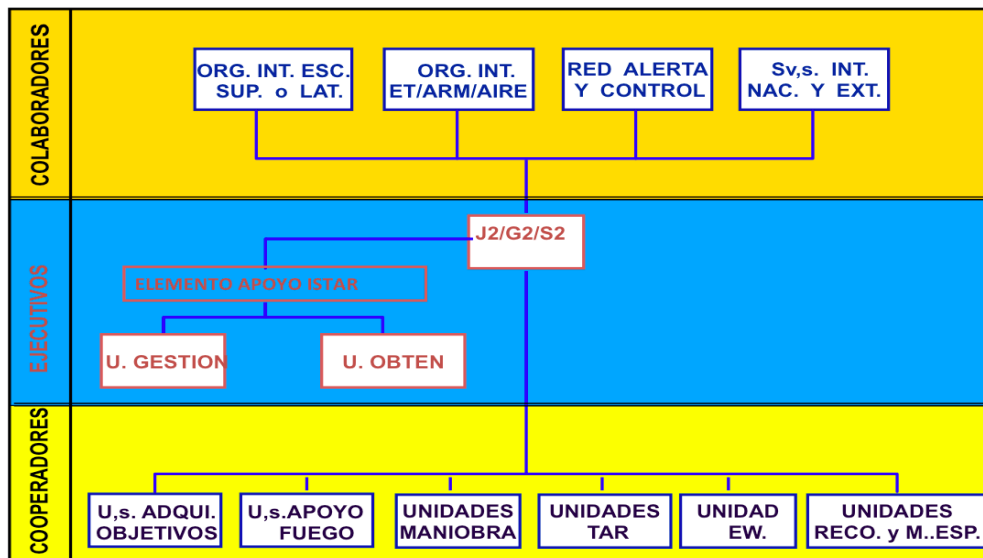 COLABORADORES
ORG. INT. ESC.
SUP. o LAT.
ORG. INT.
ET/ARM/AIRE
RED ALERTA
Y CONTROL
Sv,s. INT.
NAC. Y EXT.
EJECUTIVOS
J2/G2/S2
ELEMENTO APOYO ISTAR
U. GESTION
U. OBTEN
COOPERADORES
U,s. ADQUI.
OBJETIVOS
U,s.APOYO
FUEGO
UNIDADES
MANIOBRA
UNIDADES
TAR
UNIDAD
EW.
UNIDADES
RECO. y M..ESP.